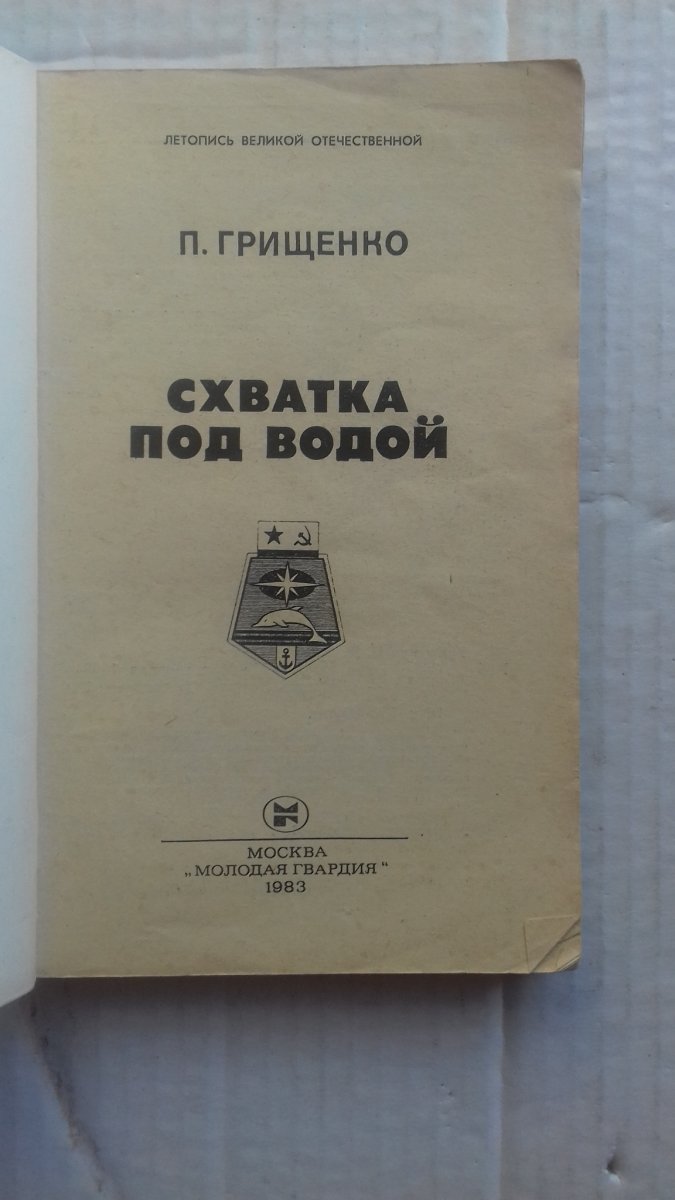 ЛЕТОПИСЬ ВЕЛИКОЙ ОТЕЧЕСТВЕННОЙ
П. ГРИЩЕНКО
СХВАТКА
ПОД ВОДОЙ
МОСКВА
„МОЛОДАЯ ГВАРДИЯ“
1983